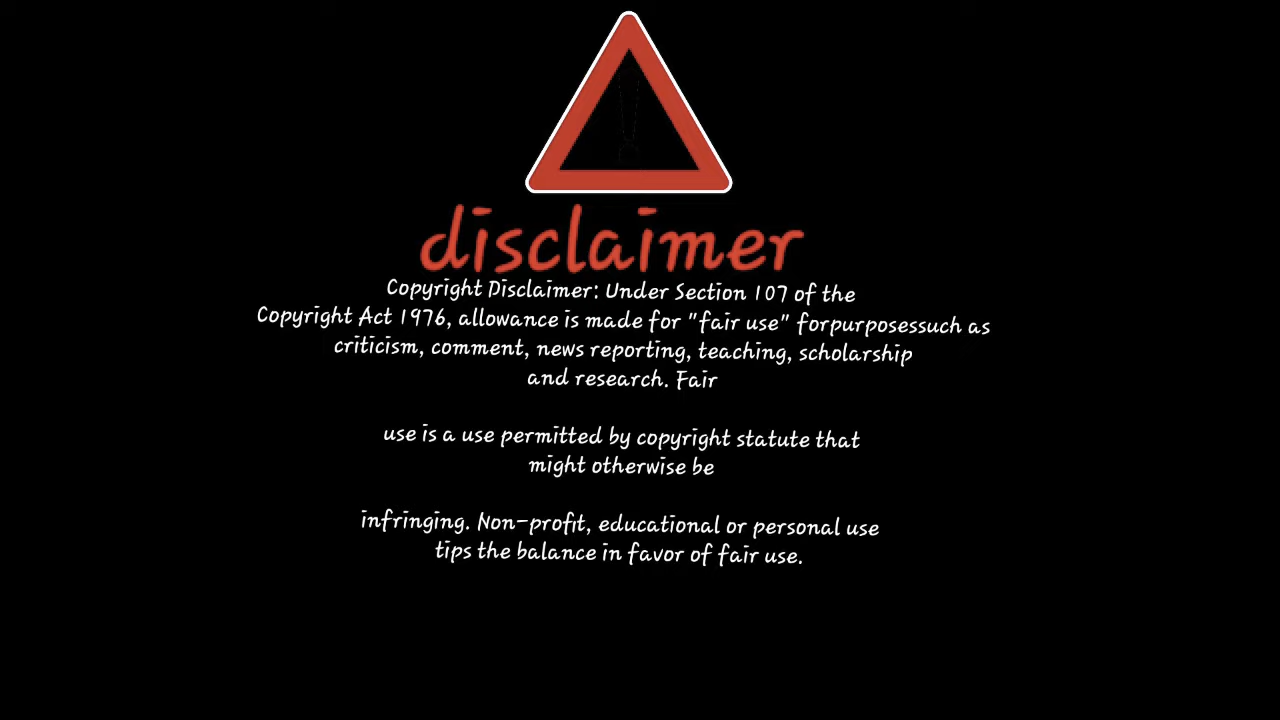 disclaimer
Copyright Disclaimer: Under Section 107 of the
Copyright Act 1976, allowance is made for "fair use" forpurposessuch as
criticism, comment, news reporting, teaching, scholarship
and research. Fair
use is a use permitted by copyright statute that
might otherwise be
infringing. Non-profit, educational or personal use
tips the balance in favor of fair use.